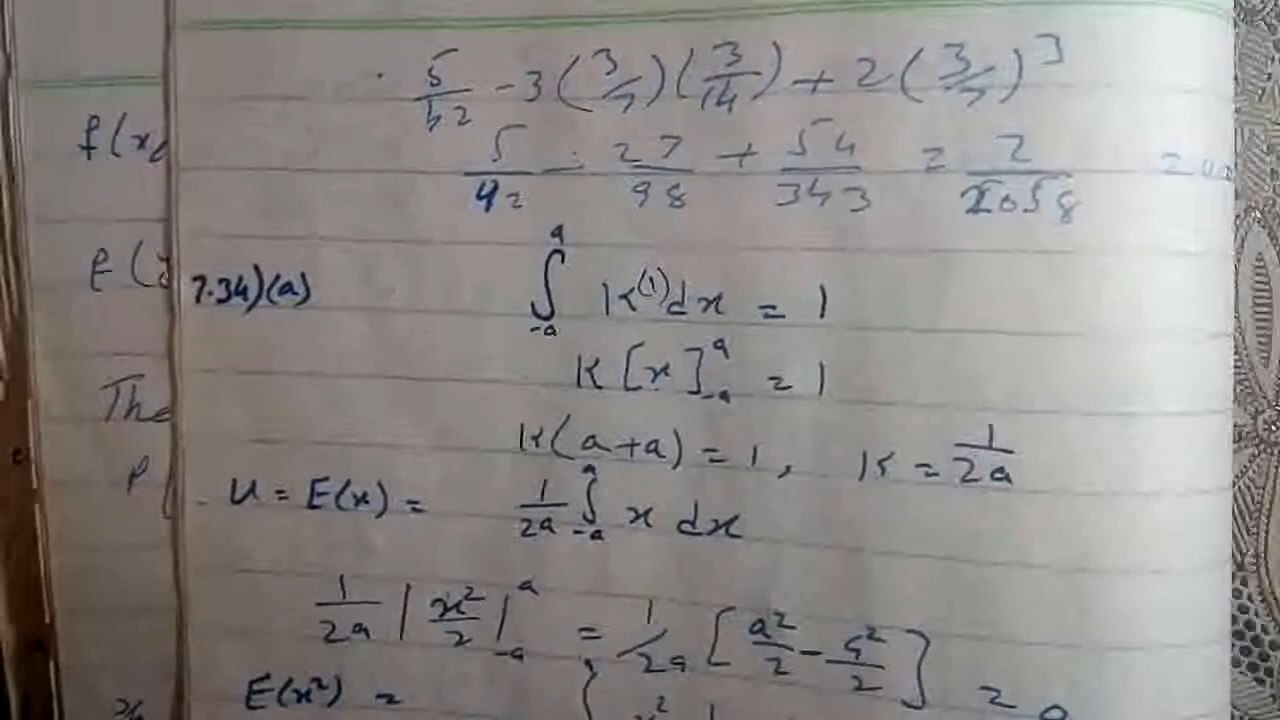 5/42 - 3(3/7)(3/14) + 2(3/7)^3
5/42 - 27/98 + 54/343 = 2/2058
f(x
7.34)(a) ∫_{-a}^{a} K(1)dx = 1
K[x]_{-a}^{a} = 1
The
K(a+a) = 1, K = 1/2a
P
u = E(x) = 1/2a ∫_{-a}^{a} x dx
1/2a |x²/2|_{-a}^{a} = 1/2a [a²/2 - a²/2] = 0
E(x²) =